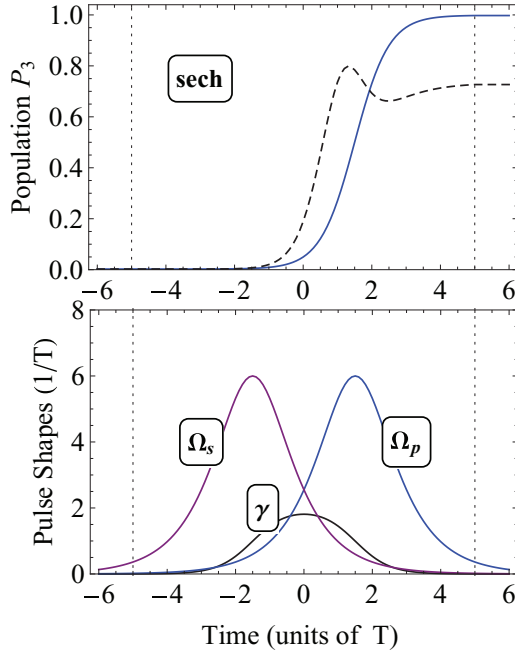 Population P₃
1.0
0.8
0.6
0.4
0.2
0.0
sech
−6 −4 −2 0 2 4 6
Pulse Shapes (1/T)
8
6
4
2
0
Ωₛ
Ωₚ
γ
−6 −4 −2 0 2 4 6
Time (units of T)